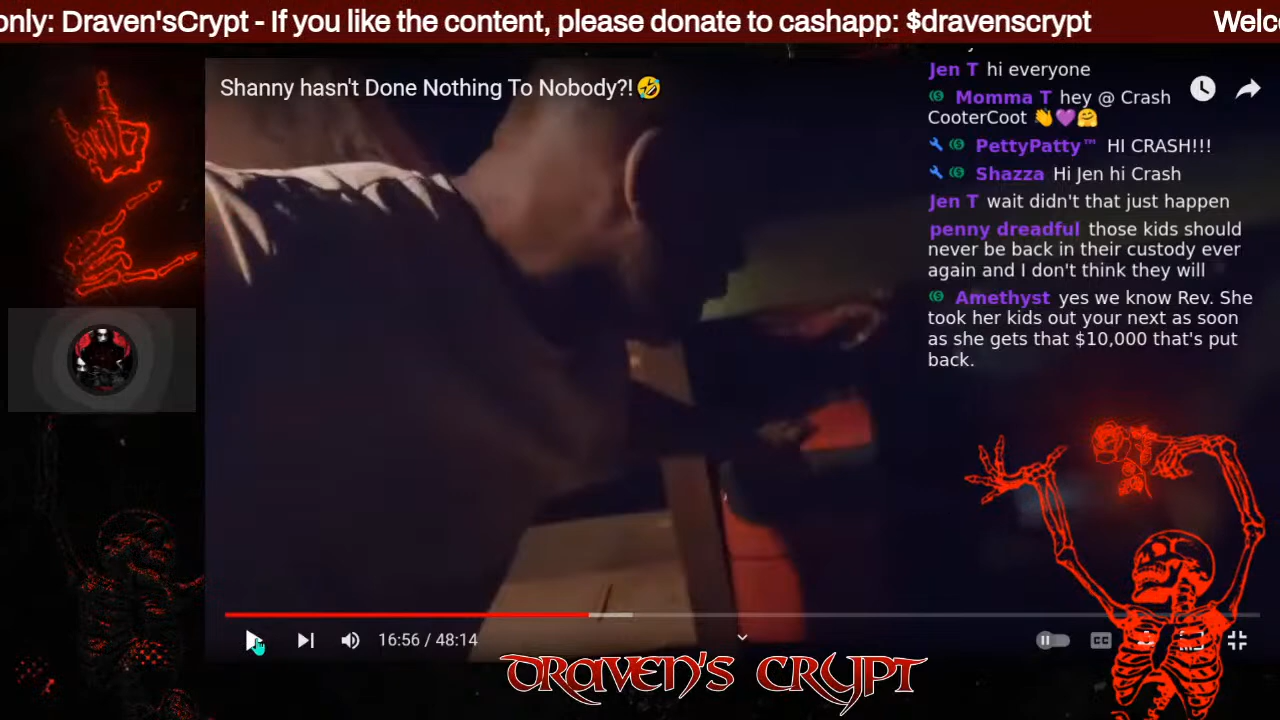 only: Draven'sCrypt - If you like the content, please donate to cashapp: $dravenscrypt
Welc
Shanny hasn't Done Nothing To Nobody?!🤣
Jen T hi everyone
Momma T hey @ Crash
CooterCoot 👋💜🤗
PettyPatty™ HI CRASH!!!
Shazza Hi Jen hi Crash
Jen T wait didn't that just happen
penny dreadful those kids should
never be back in their custody ever
again and I don't think they will
Amethyst yes we know Rev. She
took her kids out your next as soon
as she gets that $10,000 that's put
back.
16:56 / 48:14
CC
DRAVEN'S CRYPT